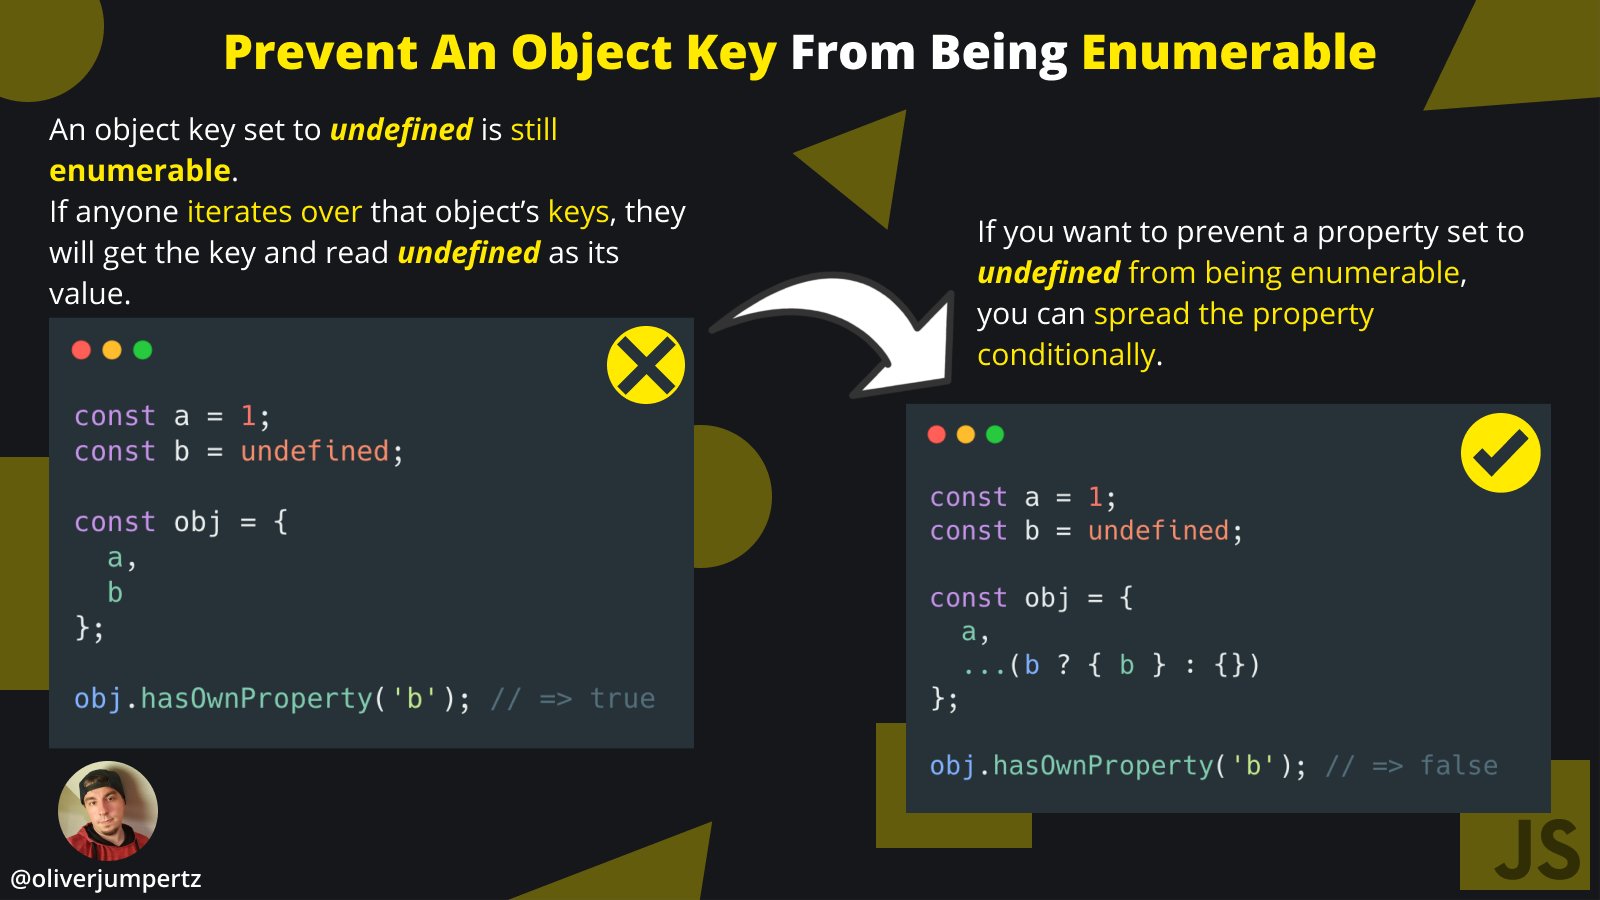 Prevent An Object Key From Being Enumerable
An object key set to undefined is still
enumerable.
If anyone iterates over that object’s keys, they
will get the key and read undefined as its
value.
const a = 1;
const b = undefined;
const obj = {
  a,
  b
};
obj.hasOwnProperty('b'); // => true
If you want to prevent a property set to
undefined from being enumerable,
you can spread the property
conditionally.
const a = 1;
const b = undefined;
const obj = {
  a,
  ...(b ? { b } : {})
};
obj.hasOwnProperty('b'); // => false
@oliverjumpertz
JS